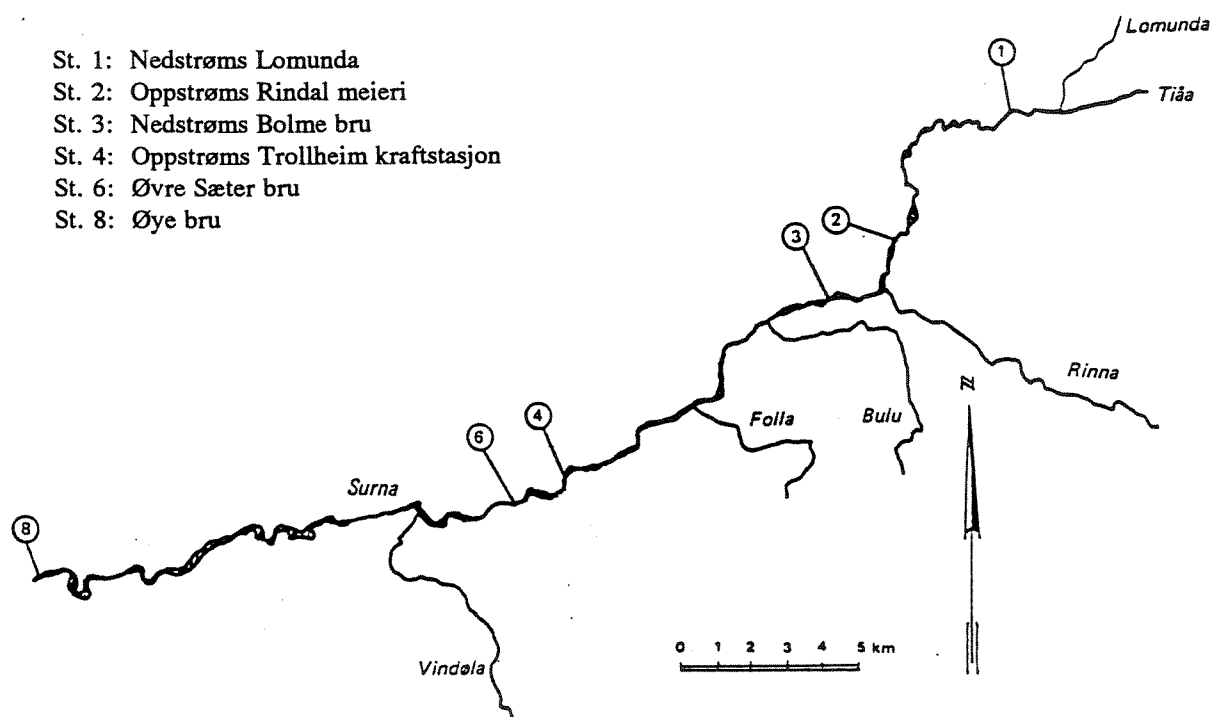 St. 1: Nedstrøms Lomunda
St. 2: Oppstrøms Rindal meieri
St. 3: Nedstrøms Bolme bru
St. 4: Oppstrøms Trollheim kraftstasjon
St. 6: Øvre Sæter bru
St. 8: Øye bru
Lomunda
1
Tiåa
2
3
Rinna
N
Folla
Bulu
4
6
Surna
8
0 1 2 3 4 5 km
Vindøla